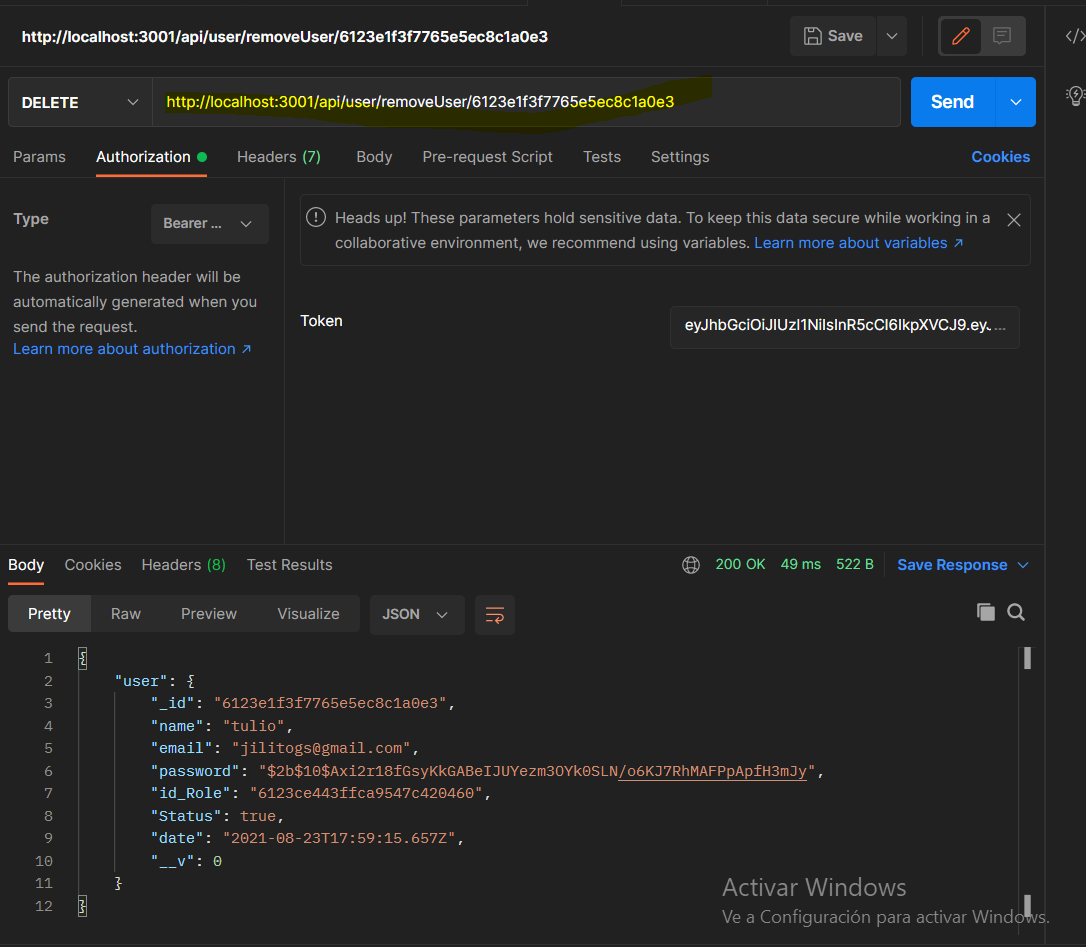 http://localhost:3001/api/user/removeUser/6123e1f3f7765e5ec8c1a0e3
Save
DELETE
http://localhost:3001/api/user/removeUser/6123e1f3f7765e5ec8c1a0e3
Send
Params Authorization Headers (7) Body Pre-request Script Tests Settings Cookies
Type
Bearer ...
The authorization header will be
automatically generated when you
send the request.
Learn more about authorization ↗
Heads up! These parameters hold sensitive data. To keep this data secure while working in a
collaborative environment, we recommend using variables. Learn more about variables ↗
Token
eyJhbGciOiJIUzI1NiIsInR5cCI6IkpXVCJ9.eyJ...
Body Cookies Headers (8) Test Results 200 OK 49 ms 522 B Save Response
Pretty Raw Preview Visualize JSON
1 {
2 "user": {
3 "_id": "6123e1f3f7765e5ec8c1a0e3",
4 "name": "tulio",
5 "email": "jilitogs@gmail.com",
6 "password": "$2b$10$Axi2r18fGsyKkGABeIJUYezm3OYk0SLN/o6KJ7RhMAFPpApfH3mJy",
7 "id_Role": "6123ce443ffca9547c420460",
8 "Status": true,
9 "date": "2021-08-23T17:59:15.657Z",
10 "__v": 0
11 }
12 }
Activar Windows
Ve a Configuración para activar Windows.